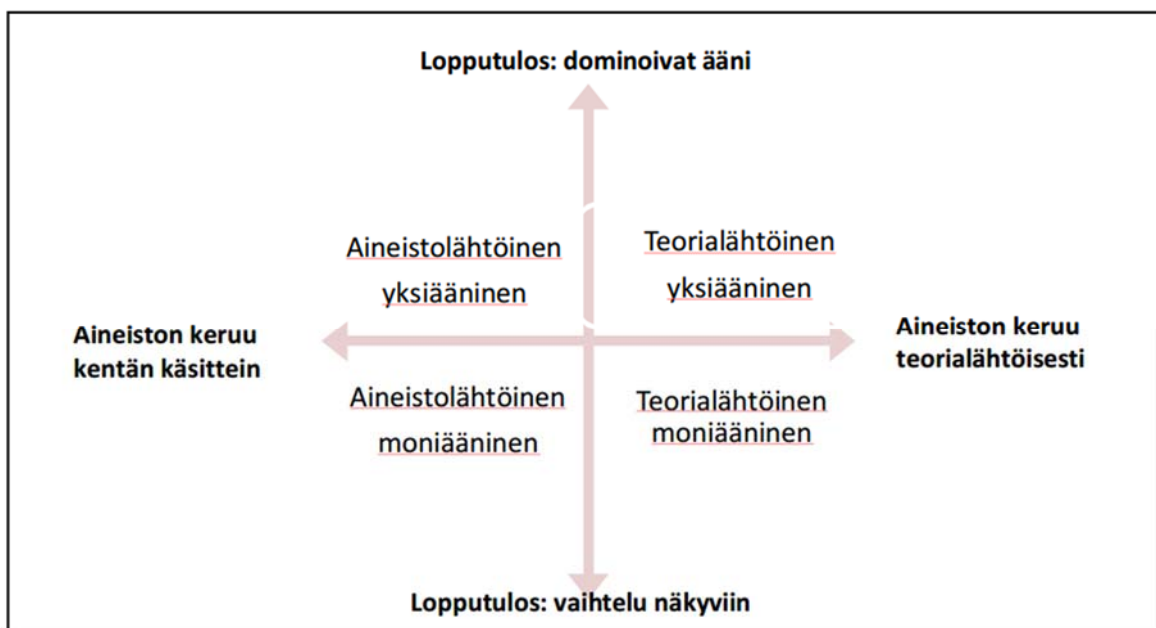 Lopputulos: dominoivat ääni
Aineistolähtöinen
yksiääninen
Teorialähtöinen
yksiääninen
Aineiston keruu
kentän käsittein
Aineiston keruu
teorialähtöisesti
Aineistolähtöinen
moniääninen
Teorialähtöinen
moniääninen
Lopputulos: vaihtelu näkyviin